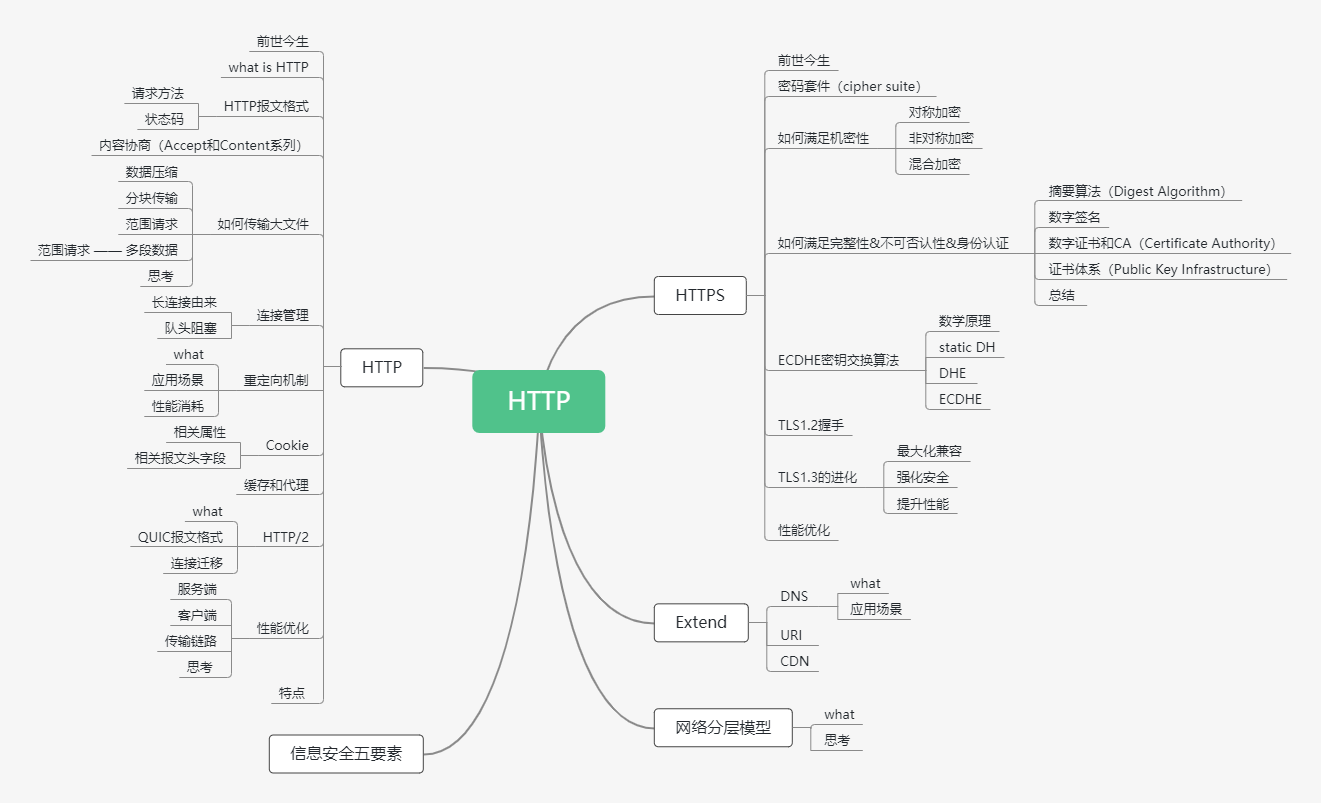 HTTP
HTTP
前世今生
what is HTTP
HTTP报文格式
请求方法
状态码
内容协商（Accept和Content系列）
如何传输大文件
数据压缩
分块传输
范围请求
范围请求 —— 多段数据
思考
连接管理
长连接由来
队头阻塞
重定向机制
what
应用场景
性能消耗
Cookie
相关属性
相关报文头字段
缓存和代理
HTTP/2
what
QUIC报文格式
连接迁移
性能优化
服务端
客户端
传输链路
思考
特点
信息安全五要素
HTTPS
前世今生
密码套件（cipher suite）
如何满足机密性
对称加密
非对称加密
混合加密
如何满足完整性&不可否认性&身份认证
摘要算法（Digest Algorithm）
数字签名
数字证书和CA（Certificate Authority）
证书体系（Public Key Infrastructure）
总结
ECDHE密钥交换算法
数学原理
static DH
DHE
ECDHE
TLS1.2握手
TLS1.3的进化
最大化兼容
强化安全
提升性能
性能优化
Extend
DNS
what
应用场景
URI
CDN
网络分层模型
what
思考